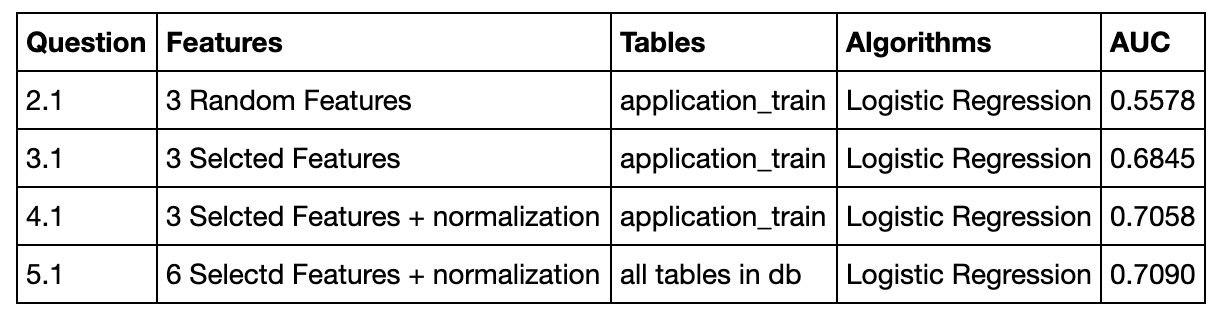 Question Features Tables Algorithms AUC
2.1 3 Random Features application_train Logistic Regression 0.5578
3.1 3 Selcted Features application_train Logistic Regression 0.6845
4.1 3 Selcted Features + normalization application_train Logistic Regression 0.7058
5.1 6 Selectd Features + normalization all tables in db Logistic Regression 0.7090